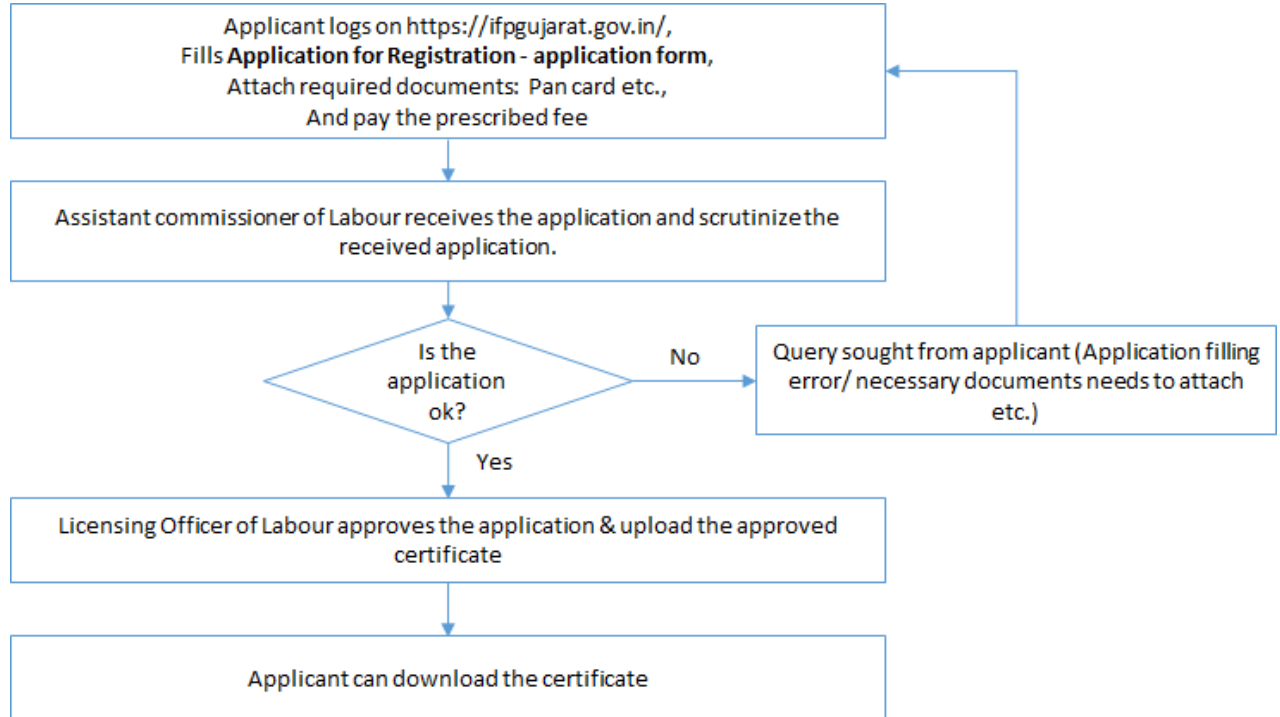 Applicant logs on https://ifpgujarat.gov.in/,
Fills Application for Registration - application form,
Attach required documents: Pan card etc.,
And pay the prescribed fee
Assistant commissioner of Labour receives the application and scrutinize the
received application.
Is the
application
ok?
No
Query sought from applicant (Application filling
error/ necessary documents needs to attach
etc.)
Yes
Licensing Officer of Labour approves the application & upload the approved
certificate
Applicant can download the certificate